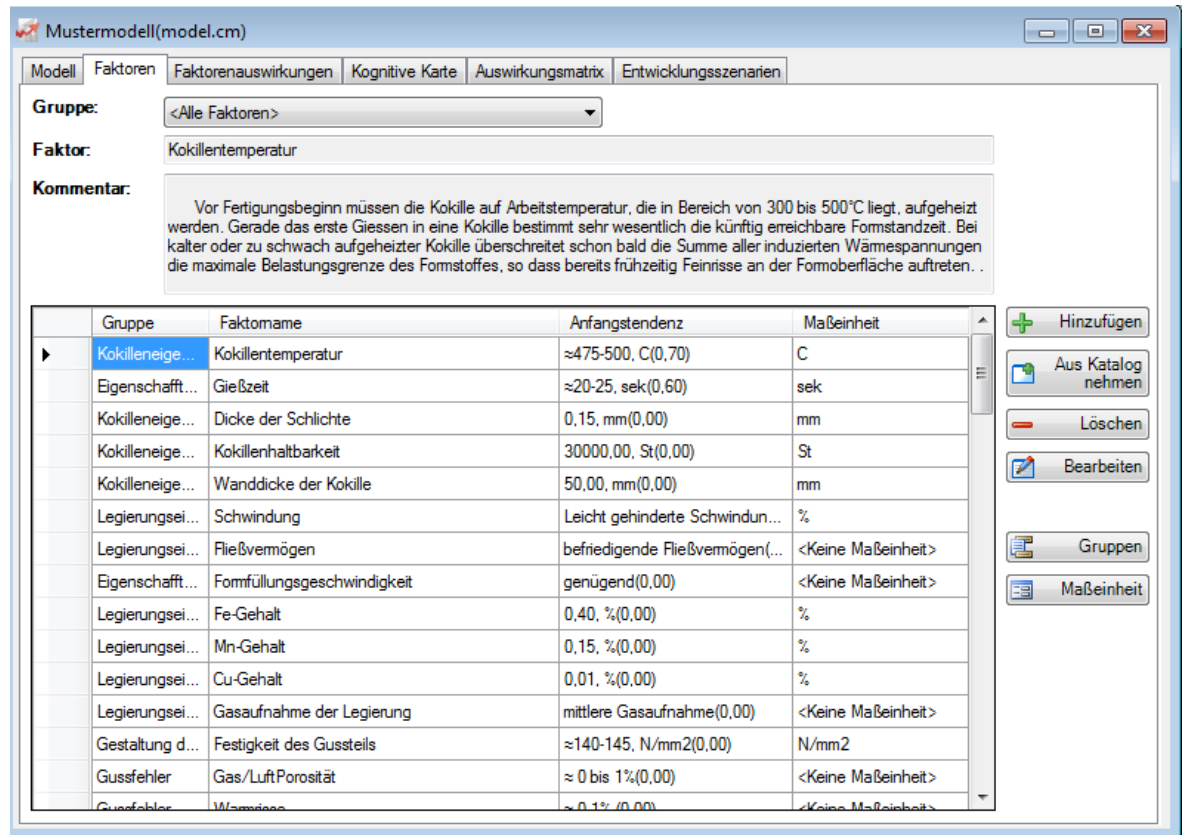 Mustermodell(model.cm)
Modell Faktoren Faktorenauswirkungen Kognitive Karte Auswirkungsmatrix Entwicklungsszenarien
Gruppe: <Alle Faktoren>
Faktor: Kokillentemperatur
Kommentar:
Vor Fertigungsbeginn müssen die Kokille auf Arbeitstemperatur, die in Bereich von 300 bis 500°C liegt, aufgeheizt
werden. Gerade das erste Giessen in eine Kokille bestimmt sehr wesentlich die künftig erreichbare Formstandzeit. Bei
kalter oder zu schwach aufgeheizter Kokille überschreitet schon bald die Summe aller induzierten Wärmespannungen
die maximale Belastungsgrenze des Formstoffes, so dass bereits frühzeitig Feinrisse an der Formoberfläche auftreten. .
Gruppe Faktorname Anfangstendenz Maßeinheit
Kokilleneige... Kokillentemperatur ≈475-500, C(0,70) C
Eigenschafft... Gießzeit ≈20-25, sek(0,60) sek
Kokilleneige... Dicke der Schlichte 0,15, mm(0,00) mm
Kokilleneige... Kokillenhaltbarkeit 30000,00, St(0,00) St
Kokilleneige... Wanddicke der Kokille 50,00, mm(0,00) mm
Legierungsei... Schwindung Leicht gehinderte Schwindun... %
Legierungsei... Fließvermögen befriedigende Fließvermögen(... <Keine Maßeinheit>
Eigenschafft... Formfüllungsgeschwindigkeit genügend(0,00) <Keine Maßeinheit>
Legierungsei... Fe-Gehalt 0,40, %(0,00) %
Legierungsei... Mn-Gehalt 0,15, %(0,00) %
Legierungsei... Cu-Gehalt 0,01, %(0,00) %
Legierungsei... Gasaufnahme der Legierung mittlere Gasaufnahme(0,00) <Keine Maßeinheit>
Gestaltung d... Festigkeit des Gussteils ≈140-145, N/mm2(0,00) N/mm2
Gussfehler Gas/LuftPorosität ≈ 0 bis 1%(0,00) <Keine Maßeinheit>
Gussfehler Warmrisse ≈ 0,1% (0,00) <Keine Maßeinheit>
Hinzufügen
Aus Katalog
nehmen
Löschen
Bearbeiten
Gruppen
Maßeinheit